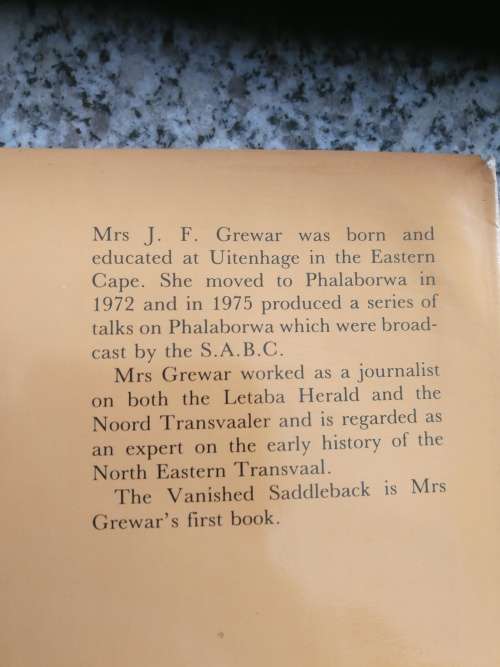 Mrs J. F. Grewar was born and
educated at Uitenhage in the Eastern
Cape. She moved to Phalaborwa in
1972 and in 1975 produced a series of
talks on Phalaborwa which were broad-
cast by the S.A.B.C.
Mrs Grewar worked as a journalist
on both the Letaba Herald and the
Noord Transvaaler and is regarded as
an expert on the early history of the
North Eastern Transvaal.
The Vanished Saddleback is Mrs
Grewar's first book.